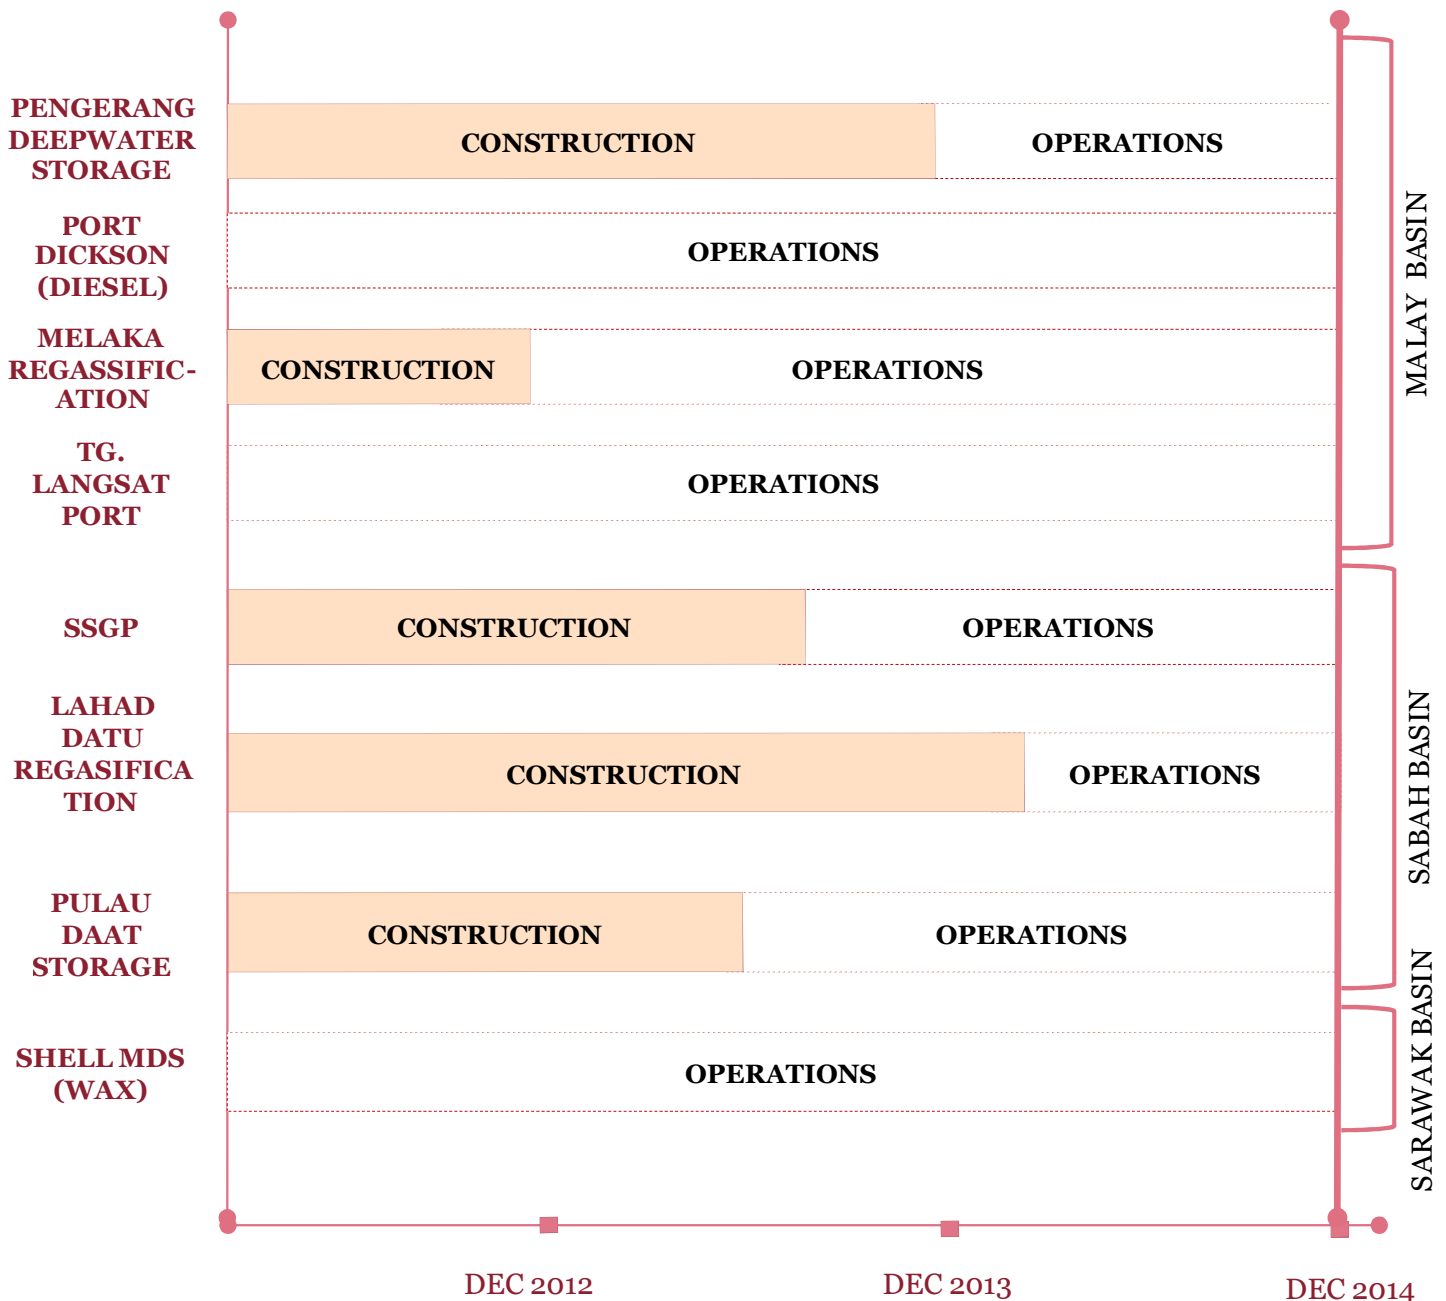 PENGERANG
DEEPWATER
STORAGE
CONSTRUCTION
OPERATIONS
PORT
DICKSON
(DIESEL)
OPERATIONS
MELAKA
REGASSIFIC-
ATION
CONSTRUCTION
OPERATIONS
TG.
LANGSAT
PORT
OPERATIONS
MALAY BASIN
SSGP
CONSTRUCTION
OPERATIONS
LAHAD
DATU
REGASIFICA
TION
CONSTRUCTION
OPERATIONS
PULAU
DAAT
STORAGE
CONSTRUCTION
OPERATIONS
SABAH BASIN
SHELL MDS
(WAX)
OPERATIONS
SARAWAK BASIN
DEC 2012
DEC 2013
DEC 2014